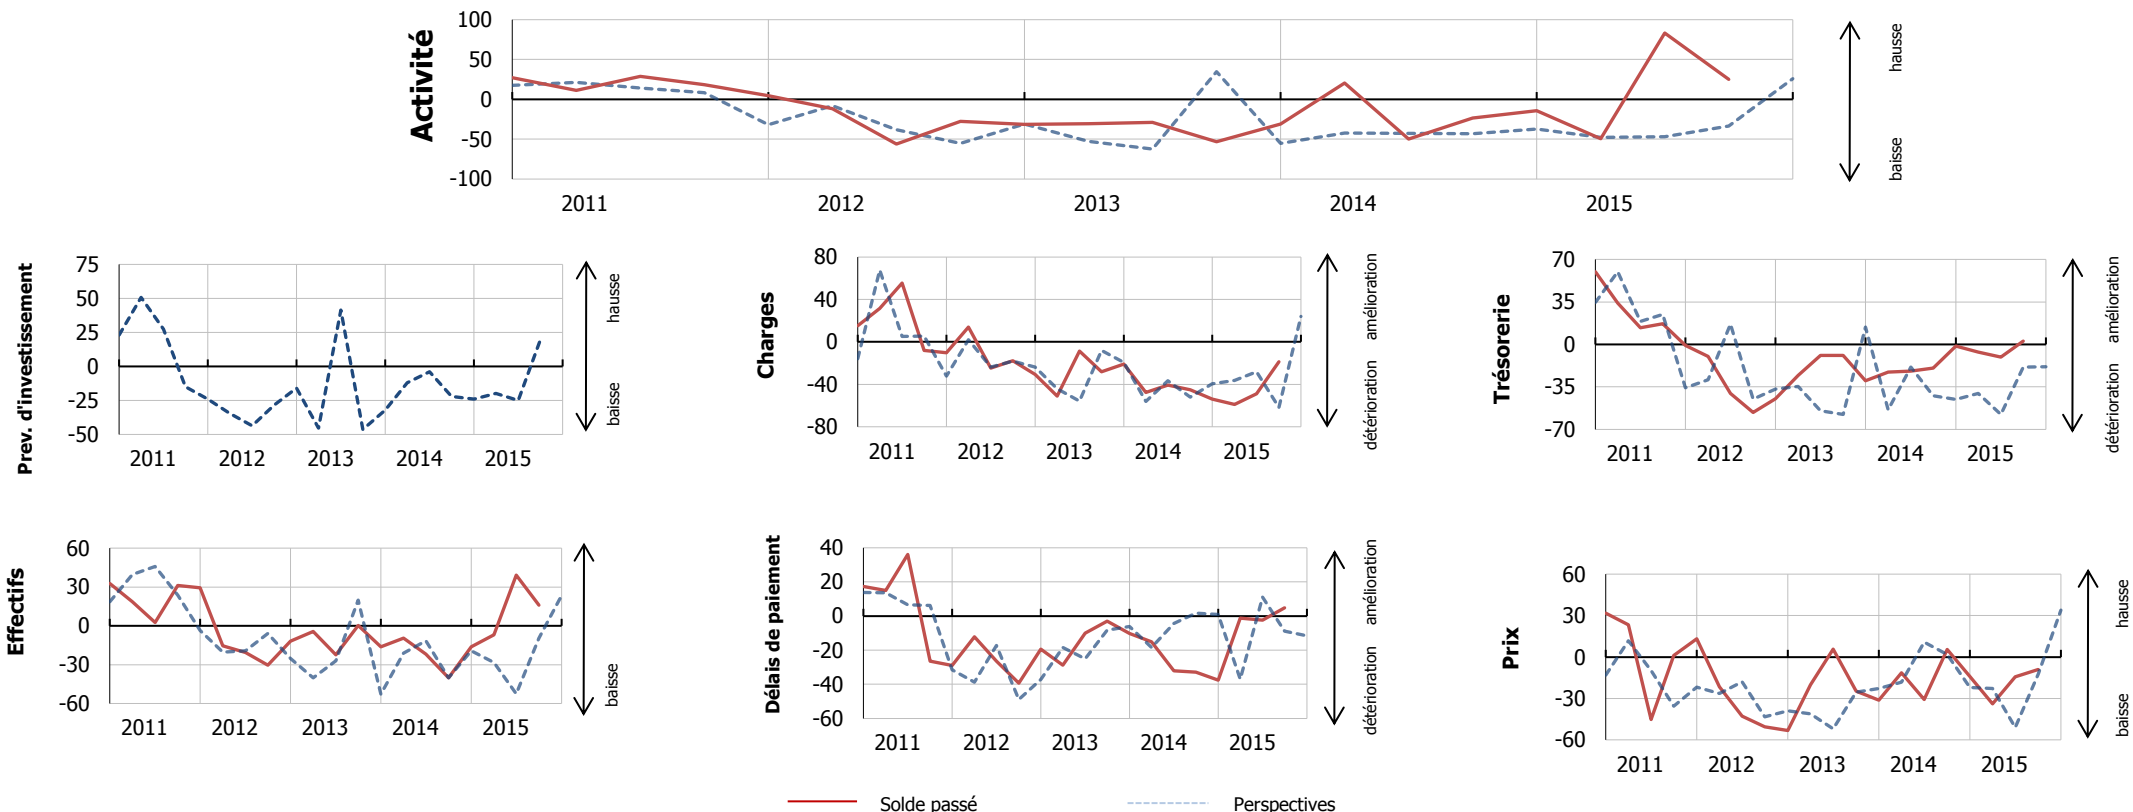 Activité
100
50
0
-50
-100
2011 2012 2013 2014 2015
hausse
baisse
Prev. d'investissement
75
50
25
0
-25
-50
2011 2012 2013 2014 2015
hausse
baisse
Charges
80
40
0
-40
-80
2011 2012 2013 2014 2015
amélioration
détérioration
Trésorerie
70
35
0
-35
-70
2011 2012 2013 2014 2015
amélioration
détérioration
Effectifs
60
30
0
-30
-60
2011 2012 2013 2014 2015
baisse
Délais de paiement
40
20
0
-20
-40
-60
2011 2012 2013 2014 2015
amélioration
détérioration
Prix
60
30
0
-30
-60
2011 2012 2013 2014 2015
hausse
baisse
Solde passé Perspectives